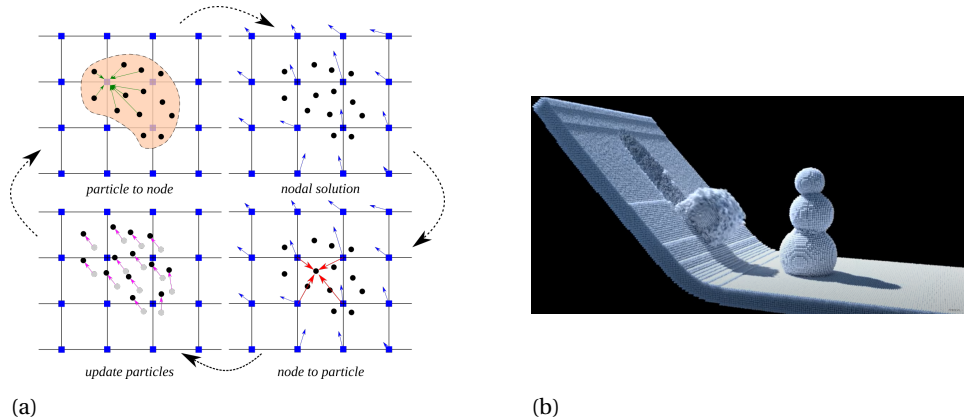 particle to node
nodal solution
update particles
node to particle
(a)
(b)